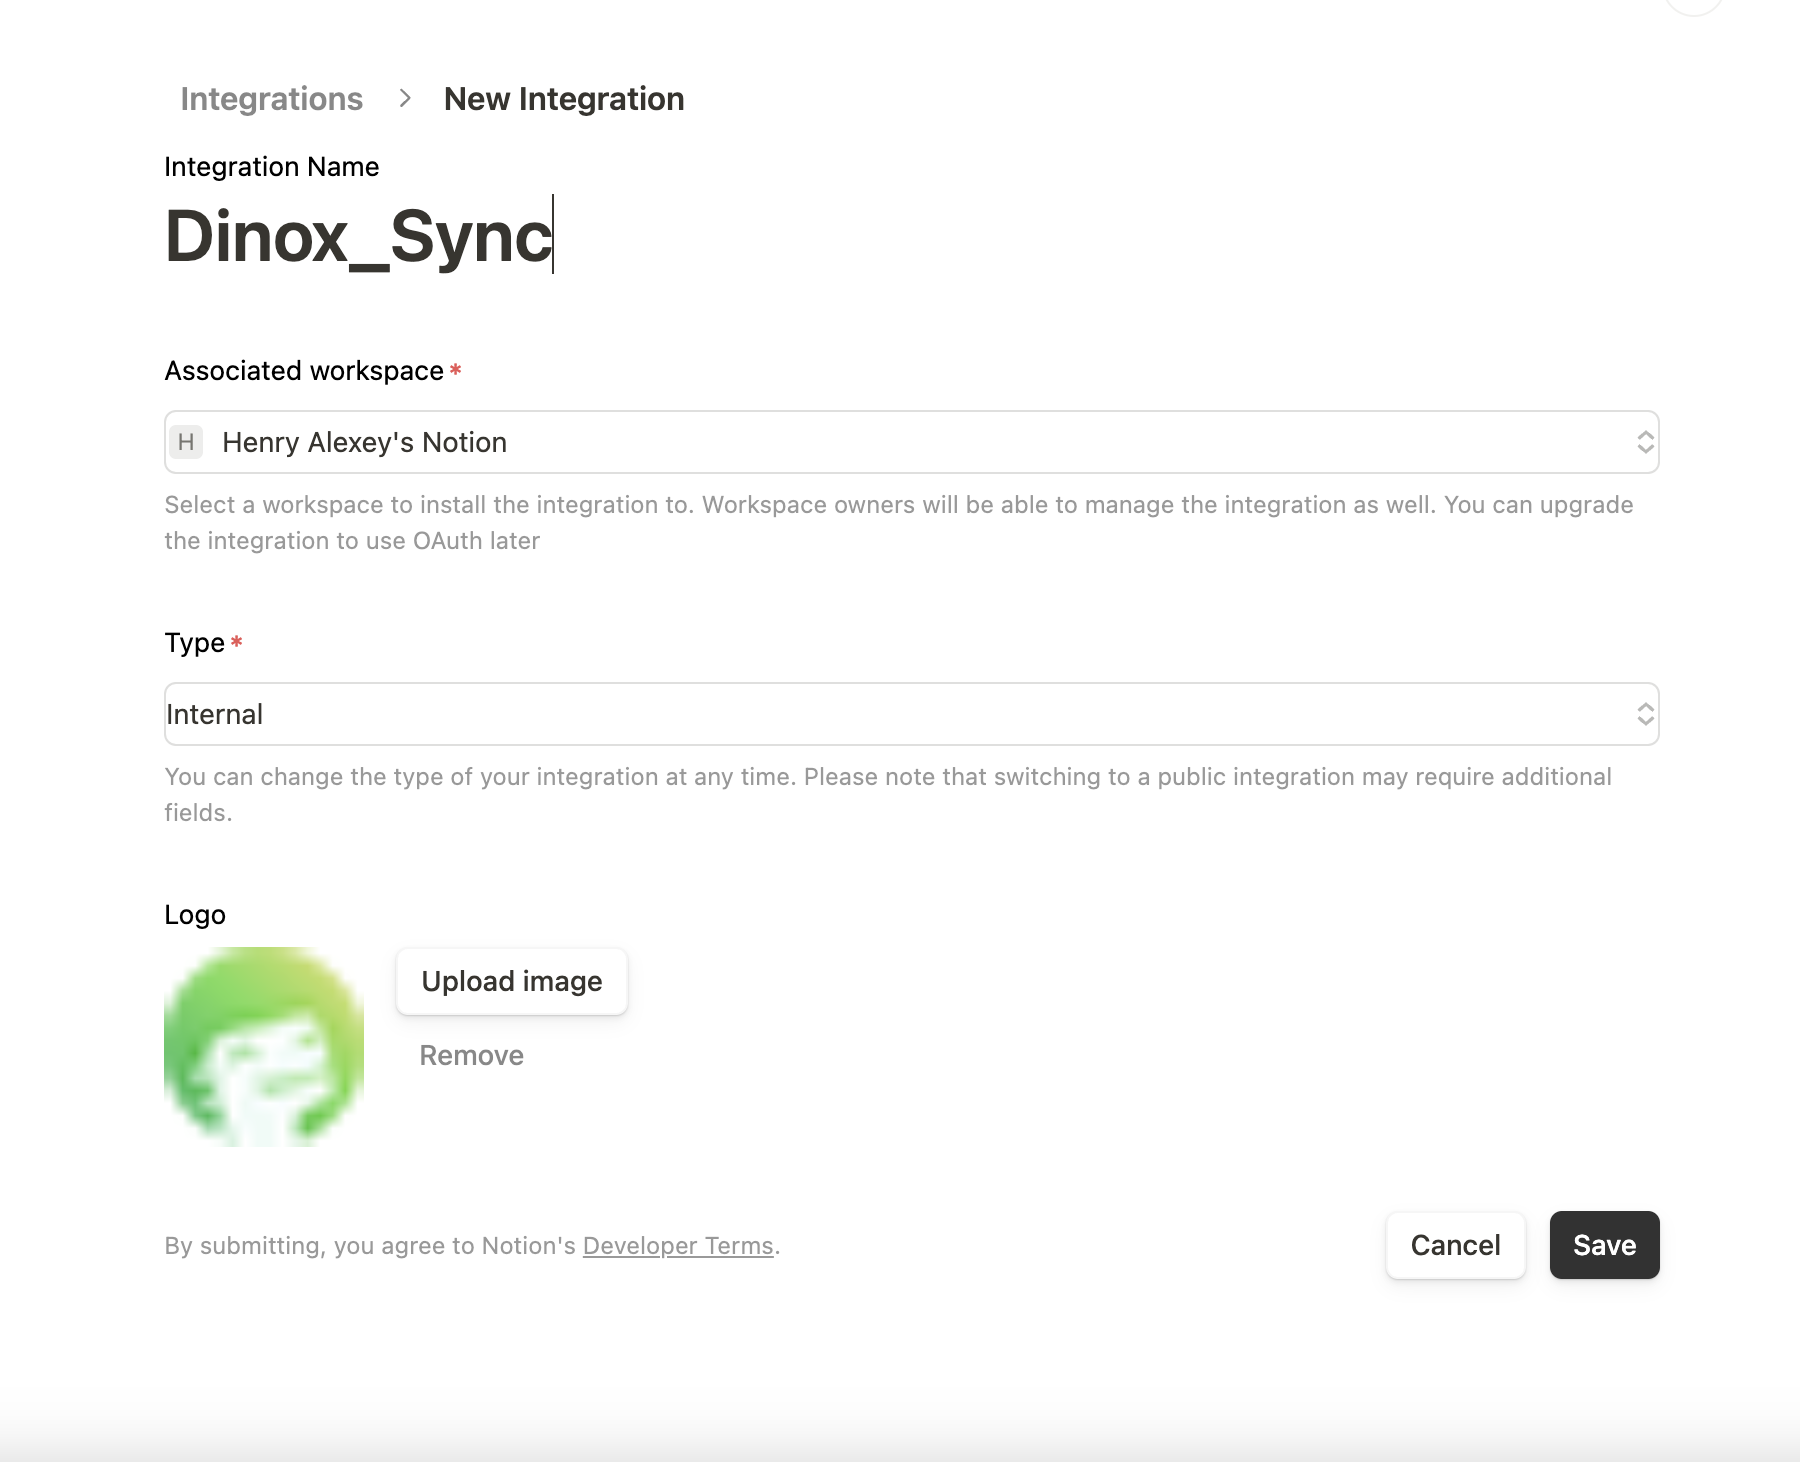 Integrations > New Integration
Integration Name
Dinox_Sync
Associated workspace *
H Henry Alexey's Notion
Select a workspace to install the integration to. Workspace owners will be able to manage the integration as well. You can upgrade
the integration to use OAuth later
Type *
Internal
You can change the type of your integration at any time. Please note that switching to a public integration may require additional
fields.
Logo
Upload image
Remove
By submitting, you agree to Notion's Developer Terms.
Cancel
Save